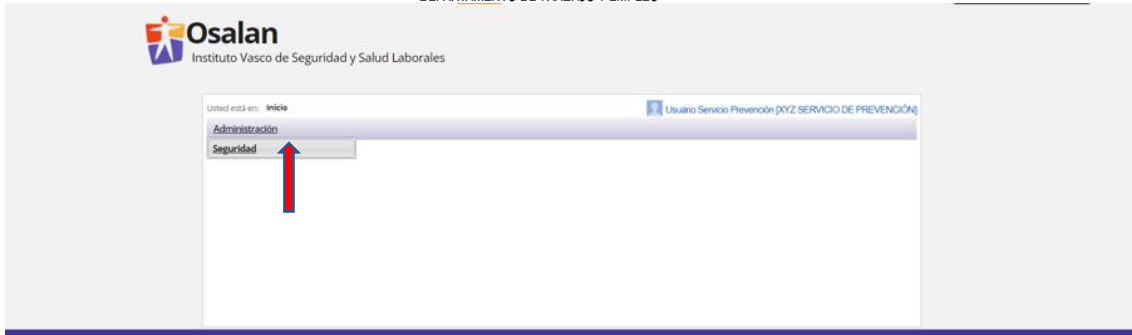 Osalan
Instituto Vasco de Seguridad y Salud Laborales
Usted está en: Inicio
Usuario Servicio Prevención [XYZ SERVICIO DE PREVENCIÓN]
Administración
Seguridad